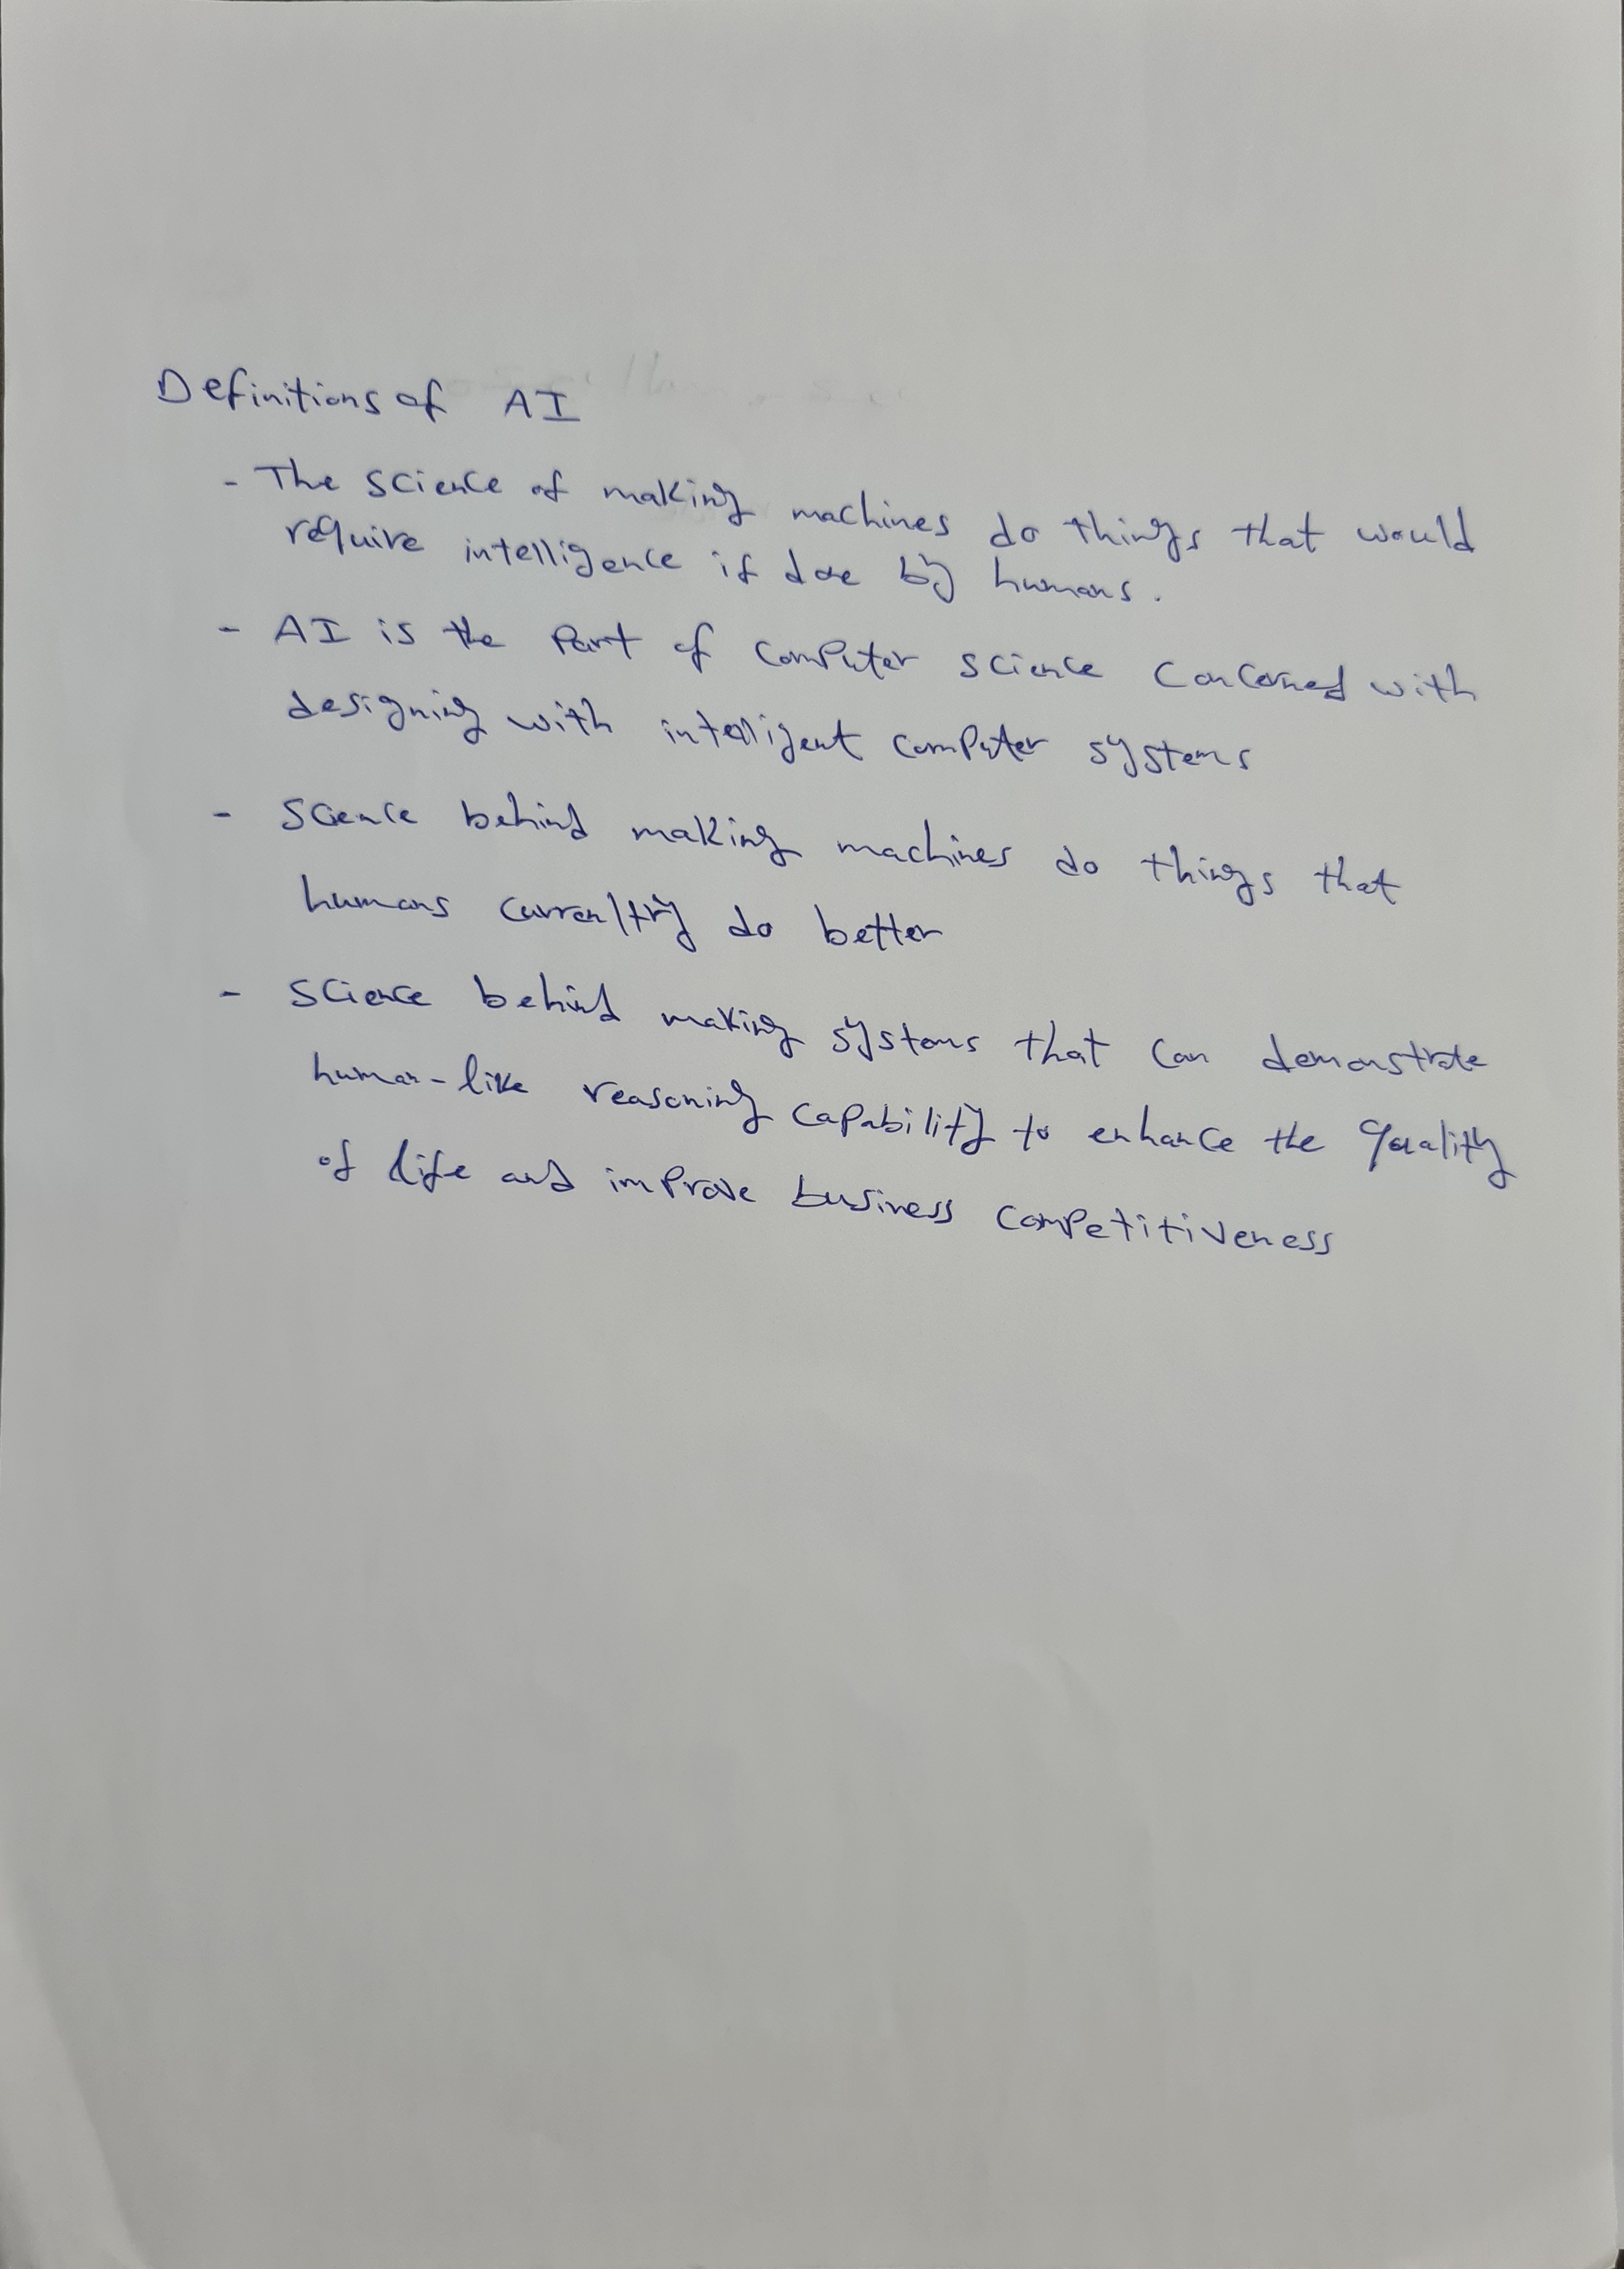 Definitions of AI
- The science of making machines do things that would
require intelligence if done by humans.
- AI is the Part of computer science concerned with
designing with intelligent computer systems
- Science behind making machines do things that
humans currenltry do better
- Science behind making systems that can demonstrate
human-like reasoning capability to enhance the quality
of life and improve business competitiveness